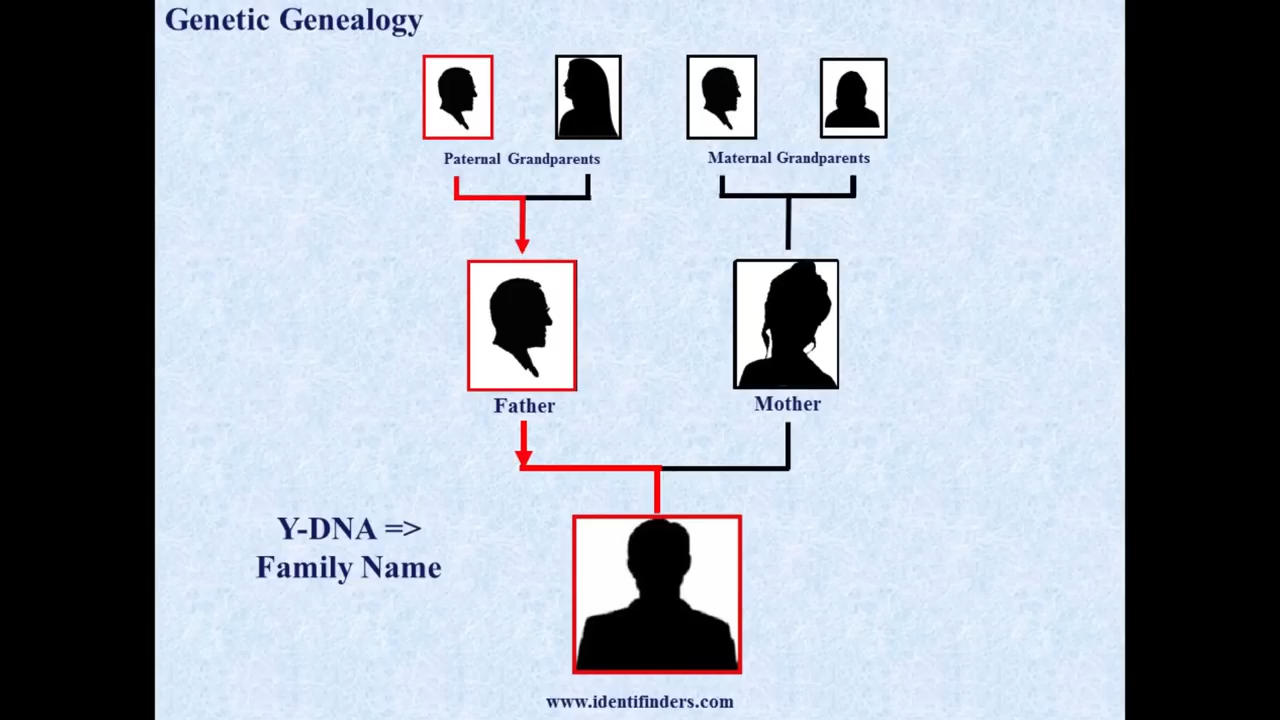 Genetic Genealogy
Paternal Grandparents
Maternal Grandparents
Father
Mother
Y-DNA =>
Family Name
www.identifinders.com